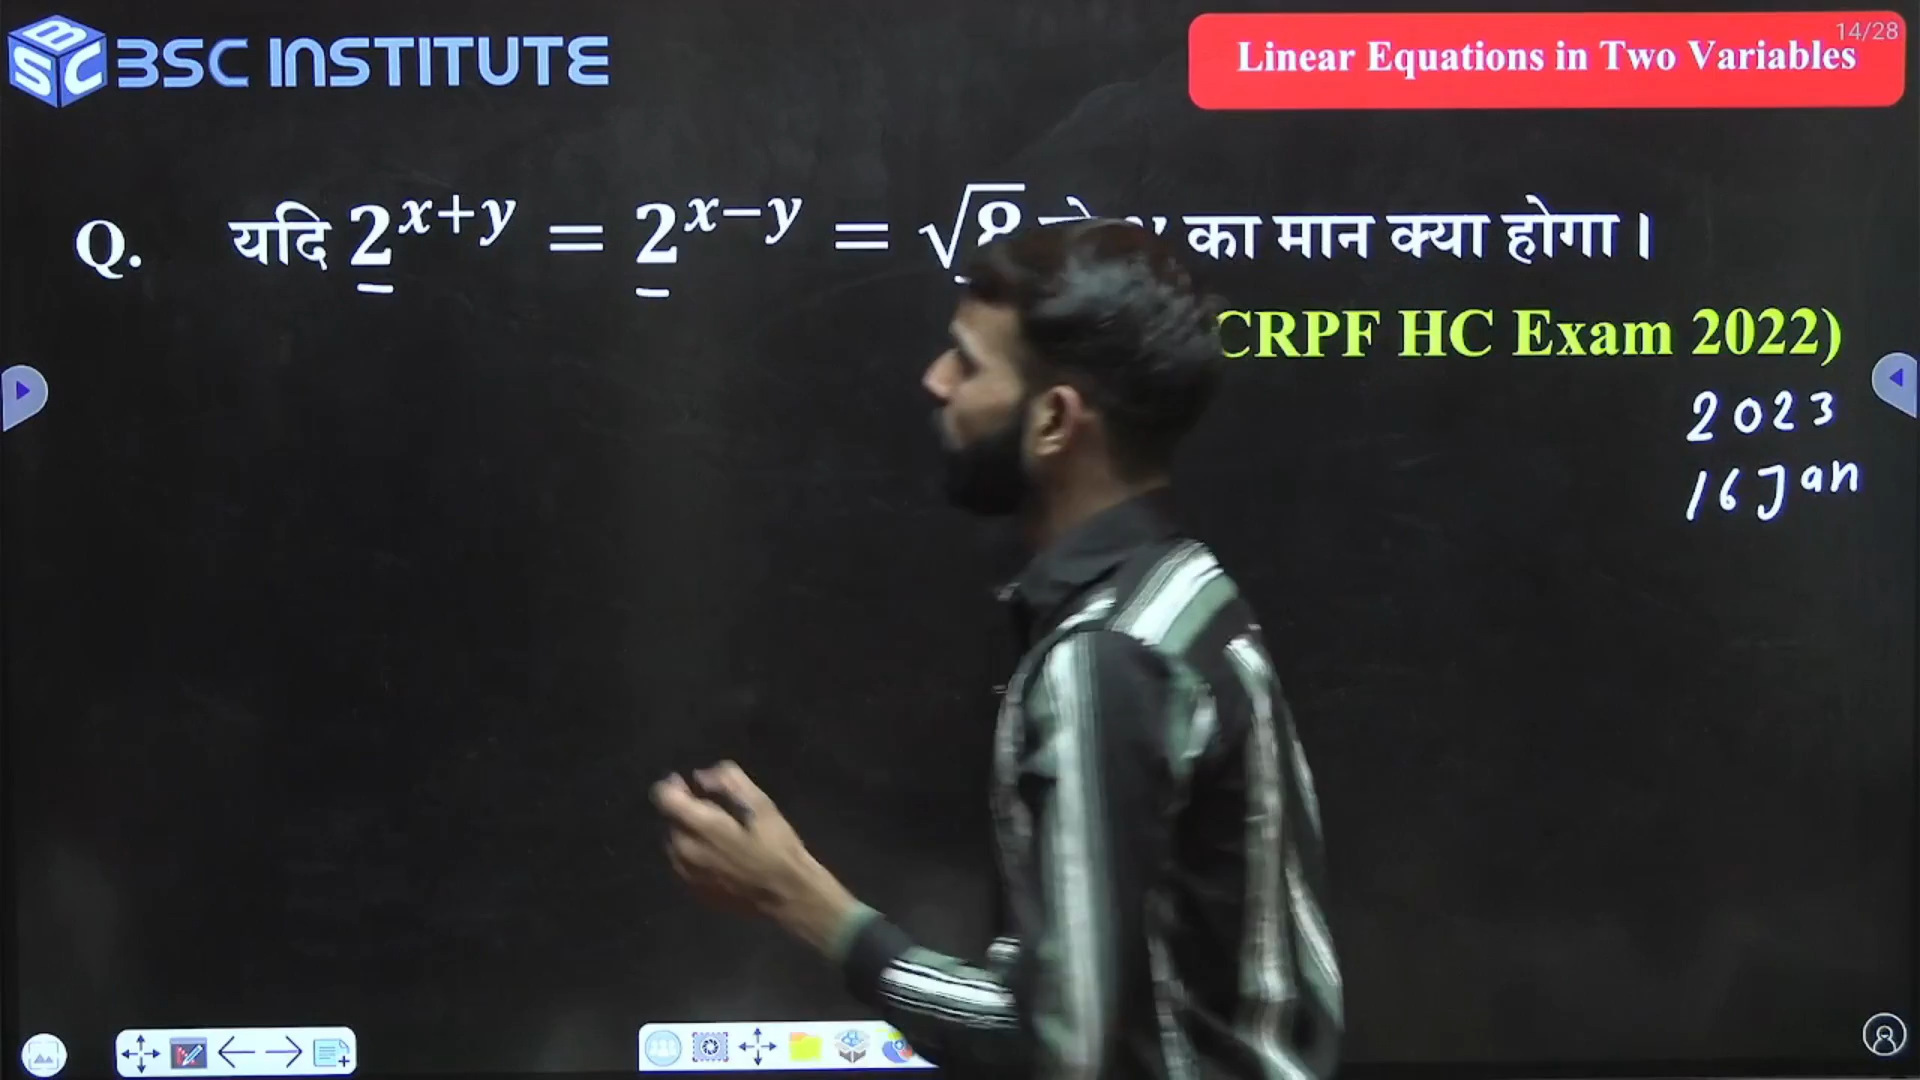 BSC INSTITUTE
14/28
Linear Equations in Two Variables
Q. यदि 2^{x+y} = 2^{x-y} = √8 का मान क्या होगा।
CRPF HC Exam 2022)
2023
16 Jan